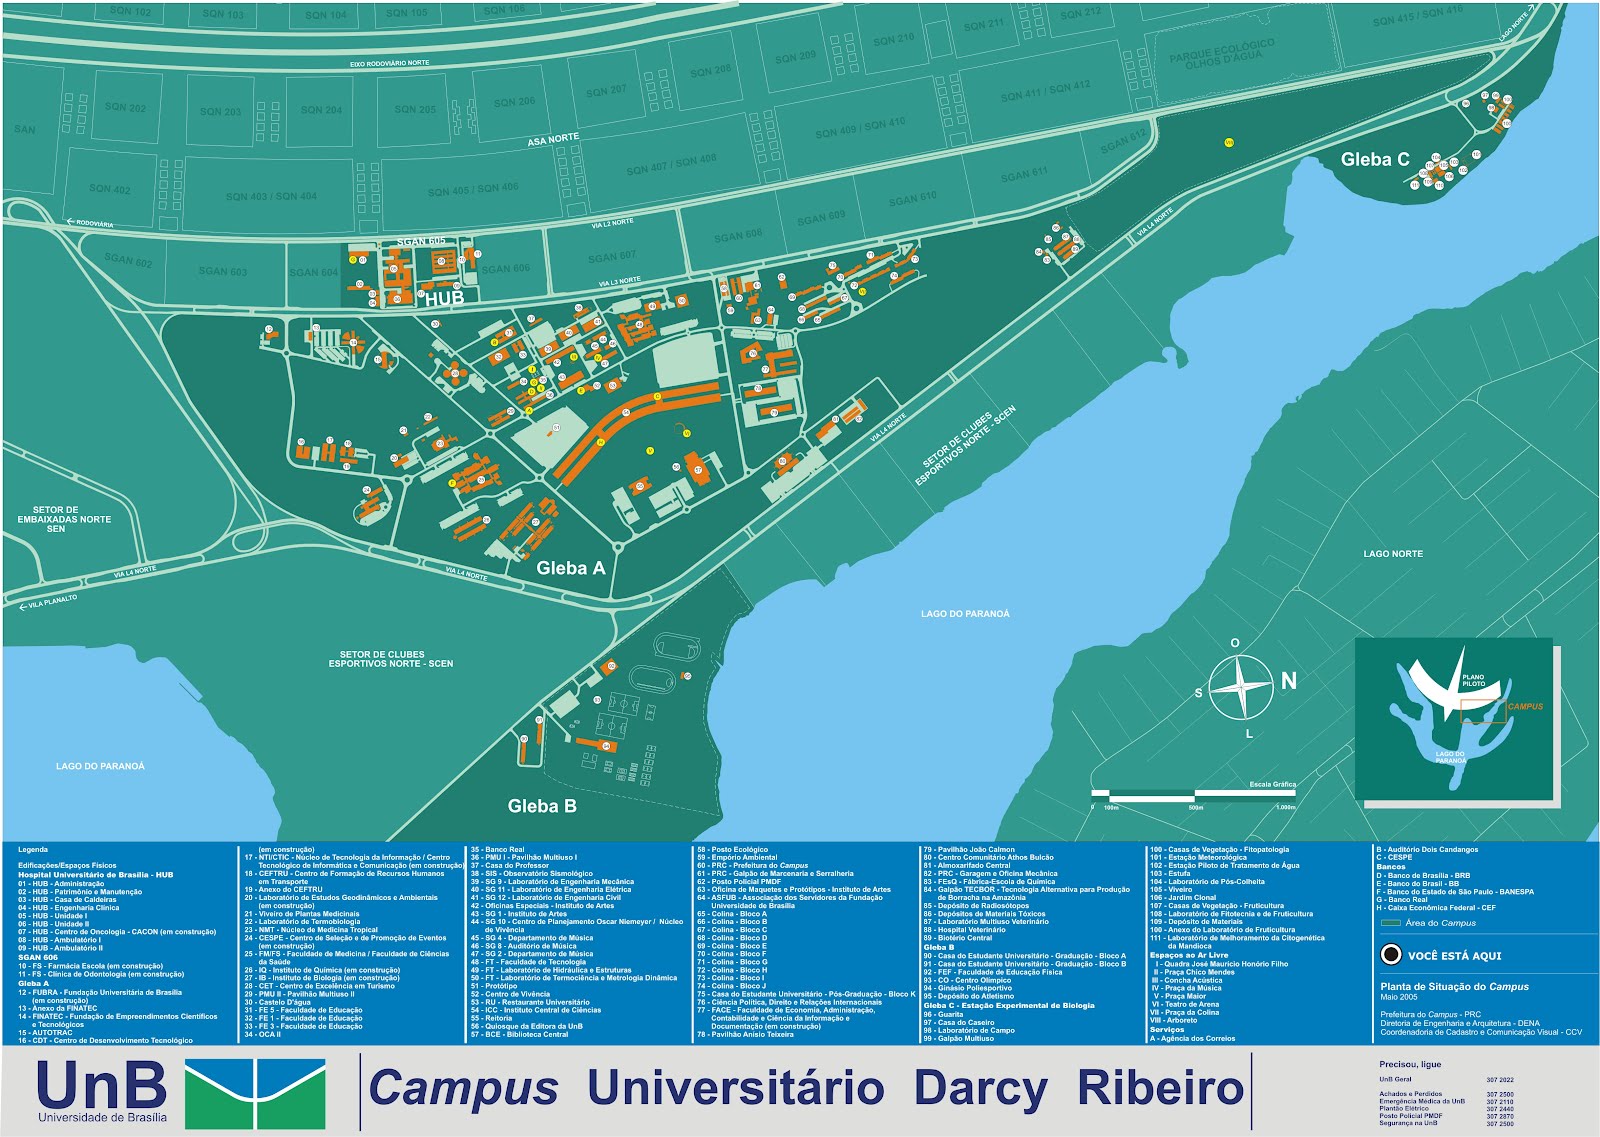 SQN 102
SQN 103
SQN 104
SQN 105
SQN 106
SQN 210
SQN 211
SQN 212
SQN 415 / SQN 416
LAGO NORTE
EIXO RODOVIÁRIO NORTE
SAN
SQN 202
SQN 203
SQN 204
SQN 205
SQN 206
SQN 207
SQN 208
SQN 209
PARQUE ECOLÓGICO
OLHOS D'ÁGUA
ASA NORTE
SQN 402
SQN 403 / SQN 404
SQN 405 / SQN 406
SQN 407 / SQN 408
SQN 409 / SQN 410
SQN 411 / SQN 412
RODOVIÁRIA
VIA L2 NORTE
SGAN 602
SGAN 603
SGAN 604
SGAN 605
SGAN 606
SGAN 607
SGAN 608
SGAN 609
SGAN 610
SGAN 611
SGAN 612
HUB
VIA L3 NORTE
VIA L4 NORTE
Gleba C
VIA L4 NORTE
SETOR DE CLUBES
ESPORTIVOS NORTE - SCEN
SETOR DE
EMBAIXADAS NORTE
SEN
VIA L4 NORTE
VIA L4 NORTE
VILA PLANALTO
Gleba A
SETOR DE CLUBES
ESPORTIVOS NORTE - SCEN
LAGO DO PARANOÁ
Gleba B
LAGO DO PARANOÁ
LAGO NORTE
O
S
N
L
PLANO
PILOTO
CAMPUS
LAGO DO
PARANOÁ
Escala Gráfica
0 100m 500m 1.000m
Legenda
Edificações/Espaços Físicos
Hospital Universitário de Brasília - HUB
01 - HUB - Administração
02 - HUB - Patrimônio e Manutenção
03 - HUB - Casa de Caldeiras
04 - HUB - Engenharia Clínica
05 - HUB - Unidade I
06 - HUB - Unidade II
07 - HUB - Centro de Oncologia - CACON (em construção)
08 - HUB - Ambulatório I
09 - HUB - Ambulatório II
SGAN 606
10 - FS - Farmácia Escola (em construção)
11 - FS - Clínica de Odontologia (em construção)
Gleba A
12 - FUBRA - Fundação Universitária de Brasília
(em construção)
13 - Anexo da FINATEC
14 - FINATEC - Fundação de Empreendimentos Científicos
e Tecnológicos
15 - AUTOTRAC
16 - CDT - Centro de Desenvolvimento Tecnológico
(em construção)
17 - NTI/CTIC - Núcleo de Tecnologia da Informação / Centro
Tecnológico de Informática e Comunicação (em construção)
18 - CEFTRU - Centro de Formação de Recursos Humanos
em Transporte
19 - Anexo do CEFTRU
20 - Laboratório de Estudos Geodinâmicos e Ambientais
(em construção)
21 - Viveiro de Plantas Medicinais
22 - Laboratório de Termobiologia
23 - NMT - Núcleo de Medicina Tropical
24 - CESPE - Centro de Seleção e de Promoção de Eventos
(em construção)
25 - FM/FS - Faculdade de Medicina / Faculdade de Ciências
da Saúde
26 - IQ - Instituto de Química (em construção)
27 - IB - Instituto de Biologia (em construção)
28 - CET - Centro de Excelência em Turismo
29 - PMU II - Pavilhão Multiuso II
30 - Castelo D'água
31 - FE 5 - Faculdade de Educação
32 - FE 1 - Faculdade de Educação
33 - FE 3 - Faculdade de Educação
34 - OCA II
35 - Banco Real
36 - PMU I - Pavilhão Multiuso I
37 - Casa do Professor
38 - SIS - Observatório Sismológico
39 - SG 9 - Laboratório de Engenharia Mecânica
40 - SG 11 - Laboratório de Engenharia Elétrica
41 - SG 12 - Laboratório de Engenharia Civil
42 - Oficinas Especiais - Instituto de Artes
43 - SG 1 - Instituto de Artes
44 - SG 10 - Centro de Planejamento Oscar Niemeyer / Núcleo
de Vivência
45 - SG 4 - Departamento de Música
46 - SG 8 - Auditório de Música
47 - SG 2 - Departamento de Música
48 - FT - Faculdade de Tecnologia
49 - FT - Laboratório de Hidráulica e Estruturas
50 - FT - Laboratório de Termociência e Metrologia Dinâmica
51 - Protótipo
52 - Centro de Vivência
53 - RU - Restaurante Universitário
54 - ICC - Instituto Central de Ciências
55 - Reitoria
56 - Quiosque da Editora da UnB
57 - BCE - Biblioteca Central
58 - Posto Ecológico
59 - Empório Ambiental
60 - PRC - Prefeitura do Campus
61 - PRC - Galpão de Marcenaria e Serralheria
62 - Posto Policial PMDF
63 - Oficina de Maquetes e Protótipos - Instituto de Artes
64 - ASFUB - Associação dos Servidores da Fundação
Universidade de Brasília
65 - Colina - Bloco A
66 - Colina - Bloco B
67 - Colina - Bloco C
68 - Colina - Bloco D
69 - Colina - Bloco E
70 - Colina - Bloco F
71 - Colina - Bloco G
72 - Colina - Bloco H
73 - Colina - Bloco I
74 - Colina - Bloco J
75 - Casa do Estudante Universitário - Pós-Graduação - Bloco K
76 - Ciência Política, Direito e Relações Internacionais
77 - FACE - Faculdade de Economia, Administração,
Contabilidade e Ciência da Informação e
Documentação (em construção)
78 - Pavilhão Anísio Teixeira
79 - Pavilhão João Calmon
80 - Centro Comunitário Athos Bulcão
81 - Almoxarifado Central
82 - PRC - Garagem e Oficina Mecânica
83 - FEsQ - Fábrica-Escola de Química
84 - Galpão TECBOR - Tecnologia Alternativa para Produção
de Borracha na Amazônia
85 - Depósito de Radiosótopos
86 - Depósitos de Materiais Tóxicos
87 - Laboratório Multiuso Veterinário
88 - Hospital Veterinário
89 - Biotério Central
Gleba B
90 - Casa do Estudante Universitário - Graduação - Bloco A
91 - Casa do Estudante Universitário - Graduação - Bloco B
92 - FEF - Faculdade de Educação Física
93 - CO - Centro Olímpico
94 - Ginásio Poliesportivo
95 - Depósito do Atletismo
Gleba C - Estação Experimental de Biologia
96 - Guarita
97 - Casa do Caseiro
98 - Laboratório de Campo
99 - Galpão Multiuso
100 - Casas de Vegetação - Fitopatologia
101 - Estação Meteorológica
102 - Estação Piloto de Tratamento de Água
103 - Estufa
104 - Laboratório de Pós-Colheita
105 - Viveiro
106 - Jardim Clonal
107 - Casas de Vegetação - Fruticultura
108 - Laboratório de Fitotecnia e de Fruticultura
109 - Depósito de Materiais
100 - Anexo do Laboratório de Fruticultura
111 - Laboratório de Melhoramento da Citogenética
da Mandioca
Espaços ao Ar Livre
I - Quadra José Maurício Honório Filho
II - Praça Chico Mendes
III - Concha Acústica
IV - Praça da Música
V - Praça Maior
VI - Teatro de Arena
VII - Praça da Colina
VIII - Arboreto
Serviços
A - Agência dos Correios
B - Auditório Dois Candangos
C - CESPE
Bancos
D - Banco de Brasília - BRB
E - Banco do Brasil - BB
F - Banco do Estado de São Paulo - BANESPA
G - Banco Real
H - Caixa Econômica Federal - CEF
Área do Campus
VOCÊ ESTÁ AQUI
Planta de Situação do Campus
Maio 2005
Prefeitura do Campus - PRC
Diretoria de Engenharia e Arquitetura - DENA
Coordenadoria de Cadastro e Comunicação Visual - CCV
UnB
Universidade de Brasília
Campus Universitário Darcy Ribeiro
Precisou, ligue
UnB Geral 307 2022
Achados e Perdidos 307 2500
Emergência Médica da UnB 307 2110
Plantão Elétrico 307 2440
Posto Policial PMDF 307 2870
Segurança na UnB 307 2500